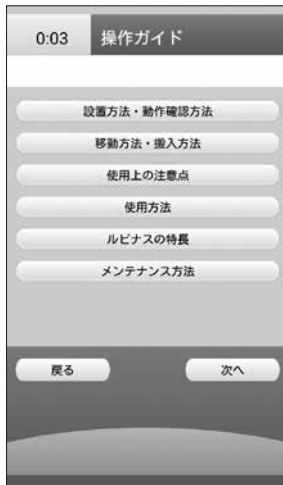 0:03 操作ガイド
設置方法・動作確認方法
移動方法・搬入方法
使用上の注意点
使用方法
ルピナスの特長
メンテナンス方法
戻る 次へ